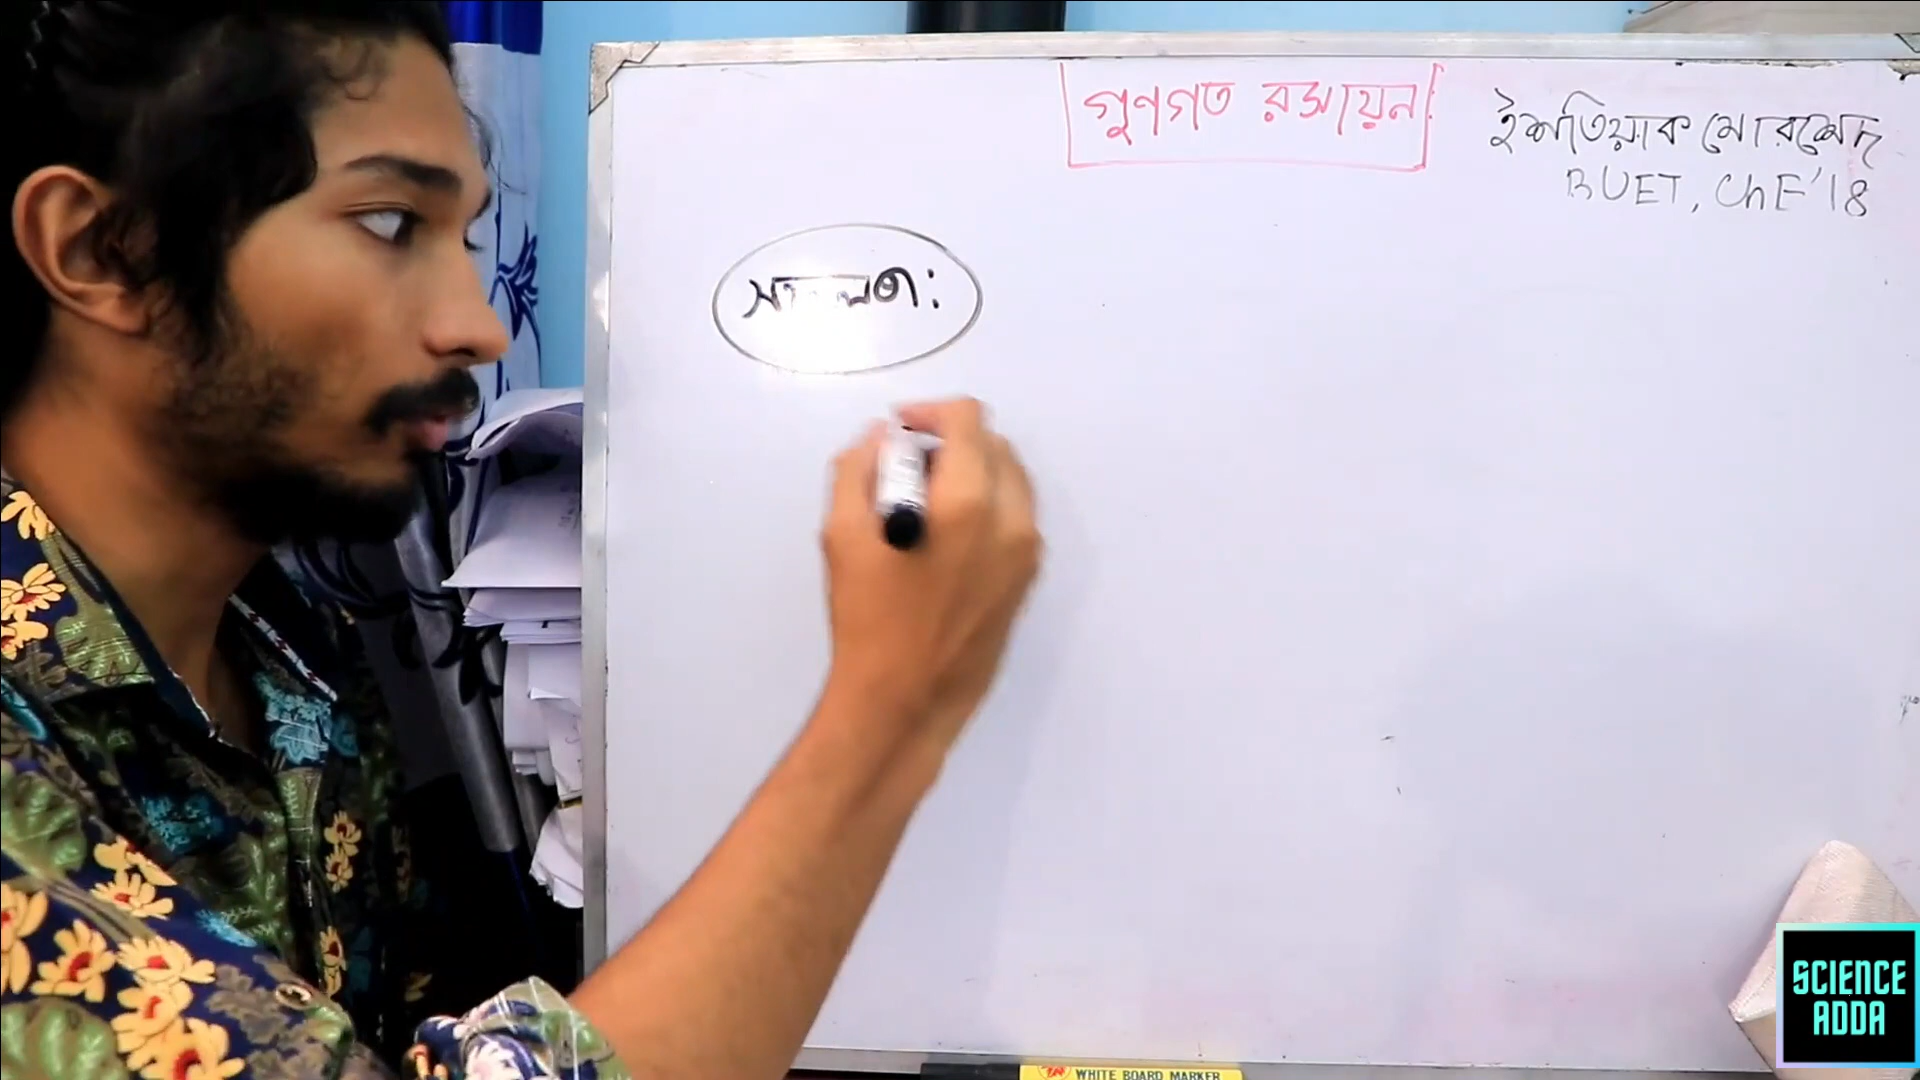 গুণগত রসায়ন
ইশতিয়াক মোরশেদ
BUET, ChE'18
SCIENCE
ADDA
WHITE BOARD MARKER